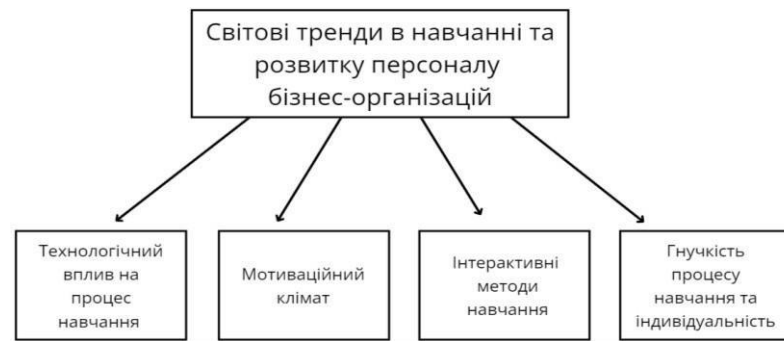 Світові тренди в навчанні та
розвитку персоналу
бізнес-організацій
Технологічний
вплив на
процес
навчання
Мотиваційний
клімат
Інтерактивні
методи
навчання
Гнучкість
процесу
навчання та
індивідуальність